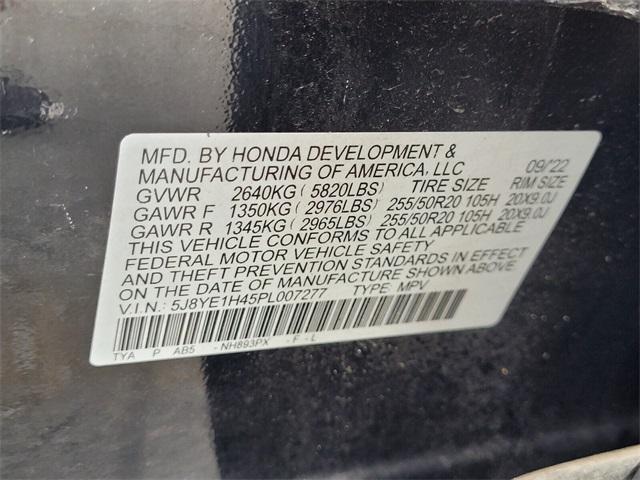 MFD. BY HONDA DEVELOPMENT &
MANUFACTURING OF AMERICA, LLC 09/22
GVWR 2640KG ( 5820LBS) TIRE SIZE RIM SIZE
GAWR F 1350KG ( 2976LBS) 255/50R20 105H 20X9.0J
GAWR R 1345KG ( 2965LBS) 255/50R20 105H 20X9.0J
THIS VEHICLE CONFORMS TO ALL APPLICABLE
FEDERAL MOTOR VEHICLE SAFETY
AND THEFT PREVENTION STANDARDS IN EFFECT
ON THE DATE OF MANUFACTURE SHOWN ABOVE.
V.I.N.: 5J8YE1H45PL007277 TYPE: MPV
TYA P AB5 -NH893PX -F -L